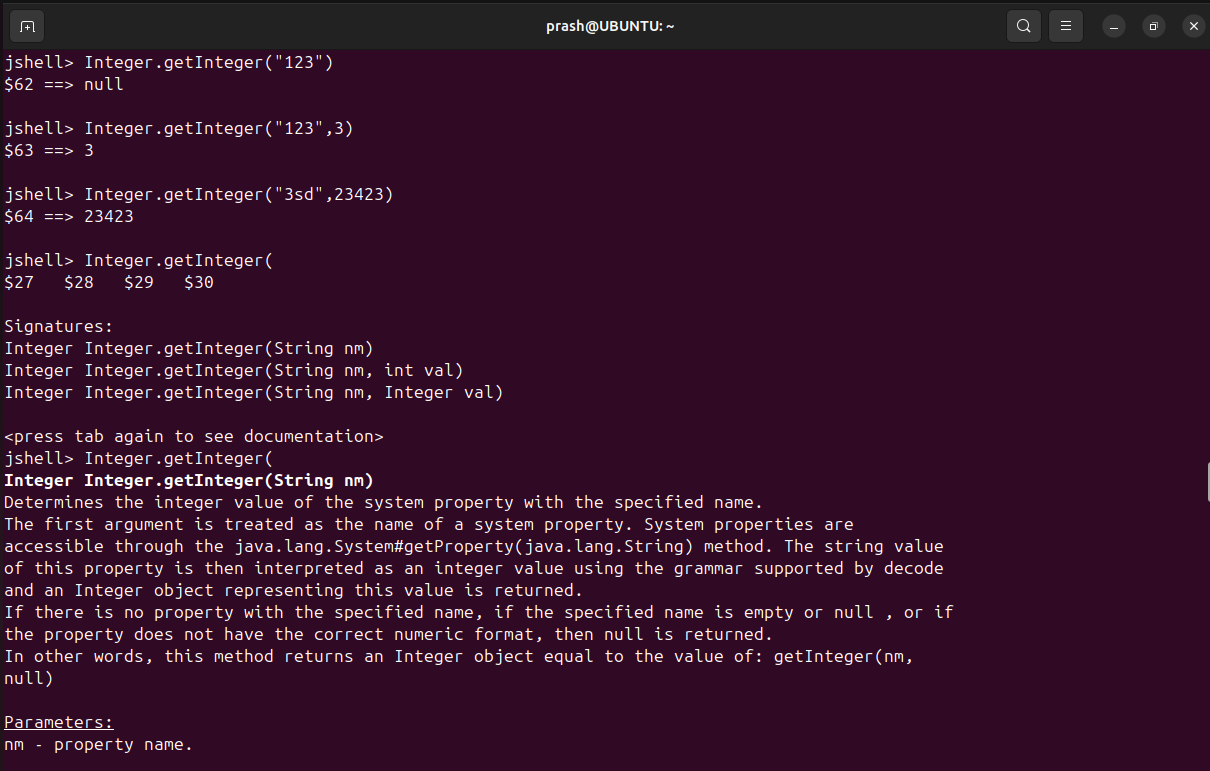 prash@UBUNTU: ~
jshell> Integer.getInteger("123")
$62 ==> null
jshell> Integer.getInteger("123",3)
$63 ==> 3
jshell> Integer.getInteger("3sd",23423)
$64 ==> 23423
jshell> Integer.getInteger(
$27   $28   $29   $30
Signatures:
Integer Integer.getInteger(String nm)
Integer Integer.getInteger(String nm, int val)
Integer Integer.getInteger(String nm, Integer val)
<press tab again to see documentation>
jshell> Integer.getInteger(
Integer Integer.getInteger(String nm)
Determines the integer value of the system property with the specified name.
The first argument is treated as the name of a system property. System properties are
accessible through the java.lang.System#getProperty(java.lang.String) method. The string value
of this property is then interpreted as an integer value using the grammar supported by decode
and an Integer object representing this value is returned.
If there is no property with the specified name, if the specified name is empty or null , or if
the property does not have the correct numeric format, then null is returned.
In other words, this method returns an Integer object equal to the value of: getInteger(nm,
null)
Parameters:
nm - property name.